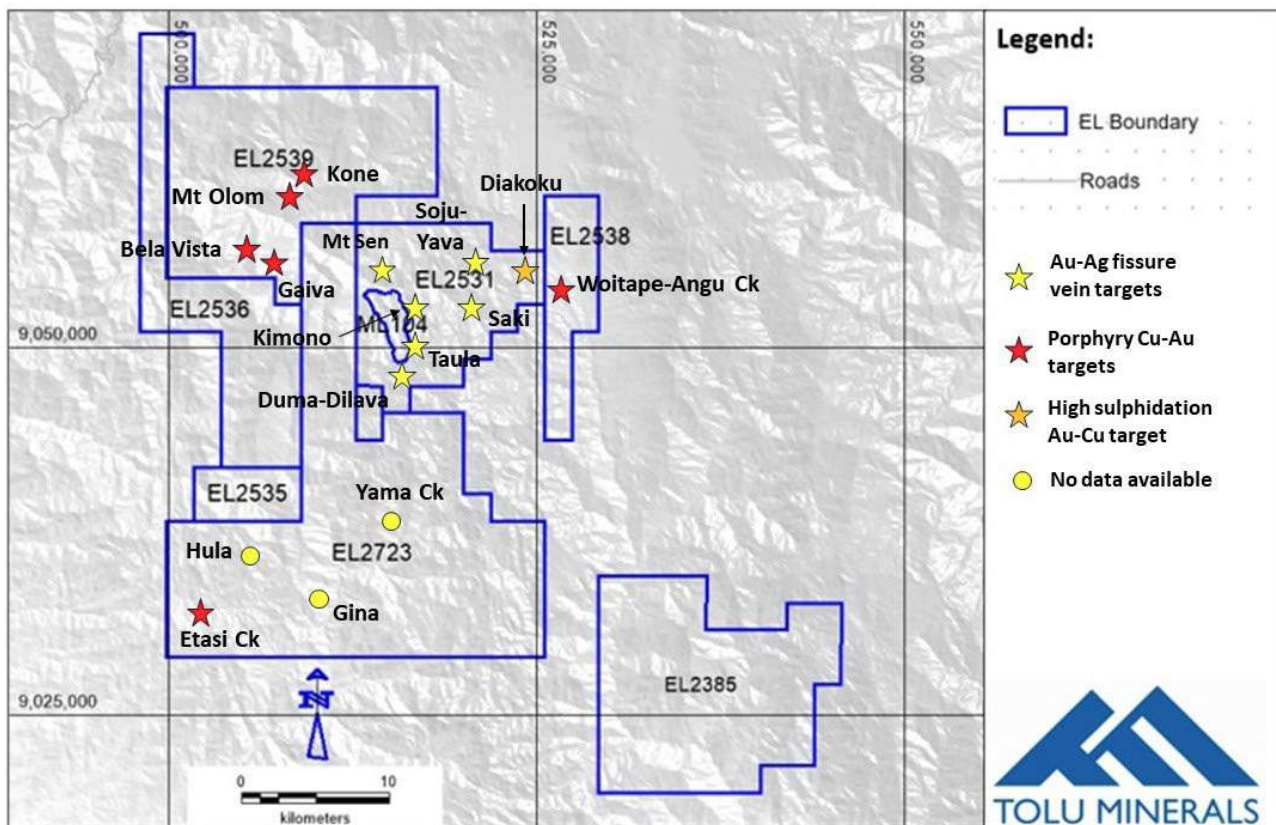 500,000
525,000
550,000
Legend:
EL Boundary
Roads
Au-Ag fissure
vein targets
Porphyry Cu-Au
targets
High sulphidation
Au-Cu target
No data available
EL2539
Kone
Mt Olom
Diakoku
Soju-
Yava
EL2538
Bela Vista
Mt Sen
EL2531
Woitape-Angu Ck
Gaiva
EL2536
Saki
Kimono
ML104
9,050,000
Taula
Duma-Dilava
EL2535
Yama Ck
Hula
EL2723
Gina
Etasi Ck
EL2385
N
9,025,000
0 10
kilometers
TOLU MINERALS